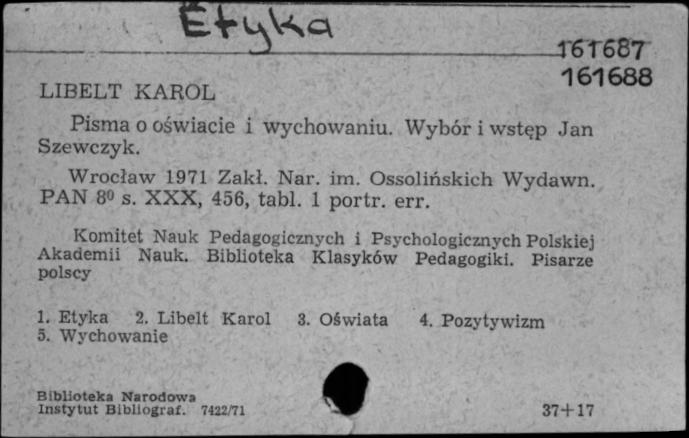 Etyka
161687
161688
LIBELT KAROL
Pisma o oświacie i wychowaniu. Wybór i wstęp Jan
Szewczyk.
Wrocław 1971 Zakł. Nar. im. Ossolińskich Wydawn.
PAN 8⁰ s. XXX, 456, tabl. 1 portr. err.
Komitet Nauk Pedagogicznych i Psychologicznych Polskiej
Akademii Nauk. Biblioteka Klasyków Pedagogiki. Pisarze
polscy
1. Etyka 2. Libelt Karol 3. Oświata 4. Pozytywizm
5. Wychowanie
Biblioteka Narodowa
Instytut Bibliograf. 7422/71
37+17